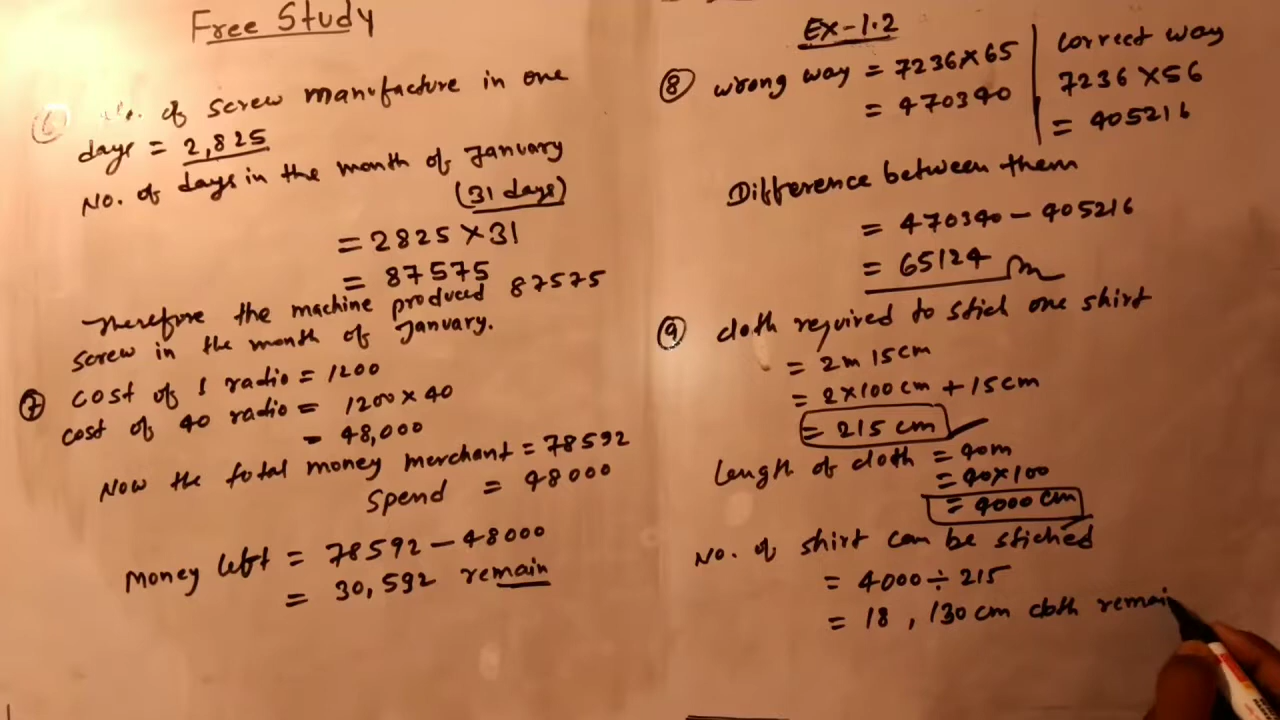 Free Study
6 No. of screw manufacture in one
days = 2,825
No. of days in the month of January
(31 days)
= 2825 × 31
= 87575
Therefore the machine produced 87575
screw in the month of January.
7 cost of 1 radio = 1200
cost of 40 radio = 1200 × 40
= 48,000
Now the total money merchant = 78592
Spend = 48000
Money left = 78592 – 48000
= 30,592 remain
Ex-1.2
8 wrong way = 7236×65
= 470340
correct way
7236 × 56
= 405216
Difference between them
= 470340 – 405216
= 65124 m
9 cloth required to stich one shirt
= 2m 15cm
= 2×100 cm + 15cm
= 215 cm
Length of cloth = 40m
= 40×100
= 4000 cm
No. of shirt can be stiched
= 4000 ÷ 215
= 18, 130 cm cloth remai